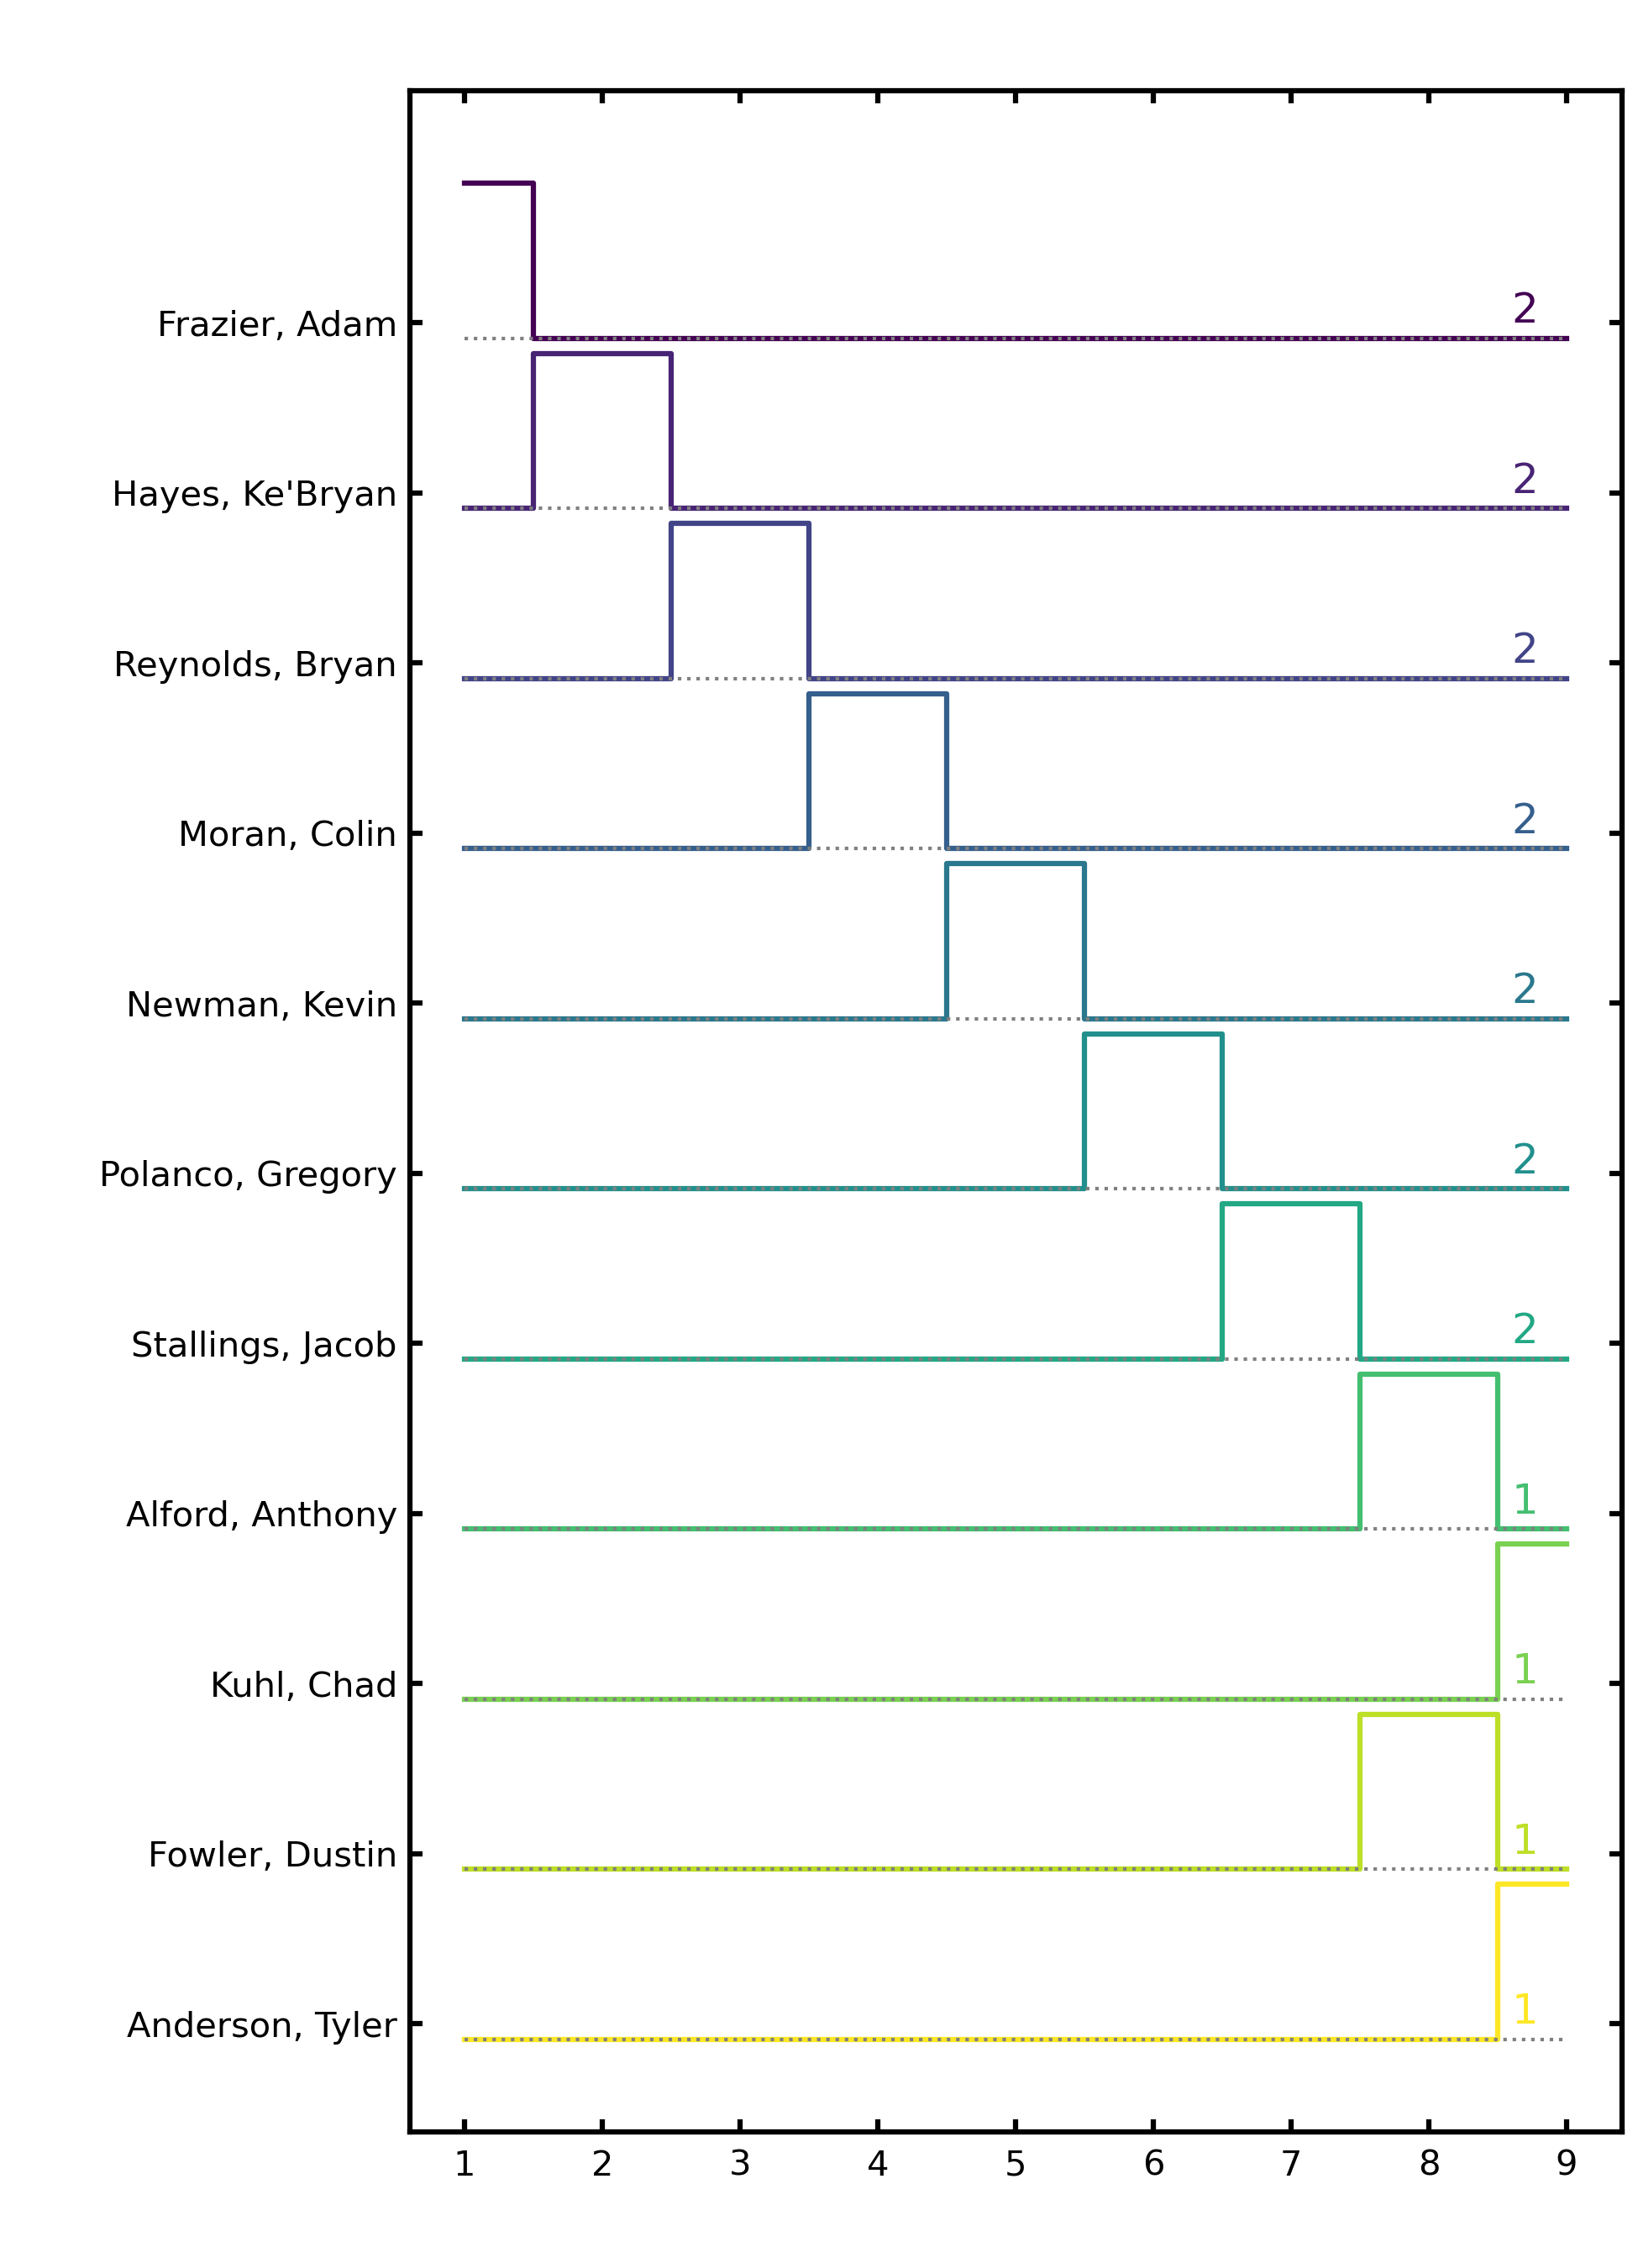 Frazier, Adam 2
Hayes, Ke'Bryan 2
Reynolds, Bryan 2
Moran, Colin 2
Newman, Kevin 2
Polanco, Gregory 2
Stallings, Jacob 2
Alford, Anthony 1
Kuhl, Chad 1
Fowler, Dustin 1
Anderson, Tyler 1
1 2 3 4 5 6 7 8 9